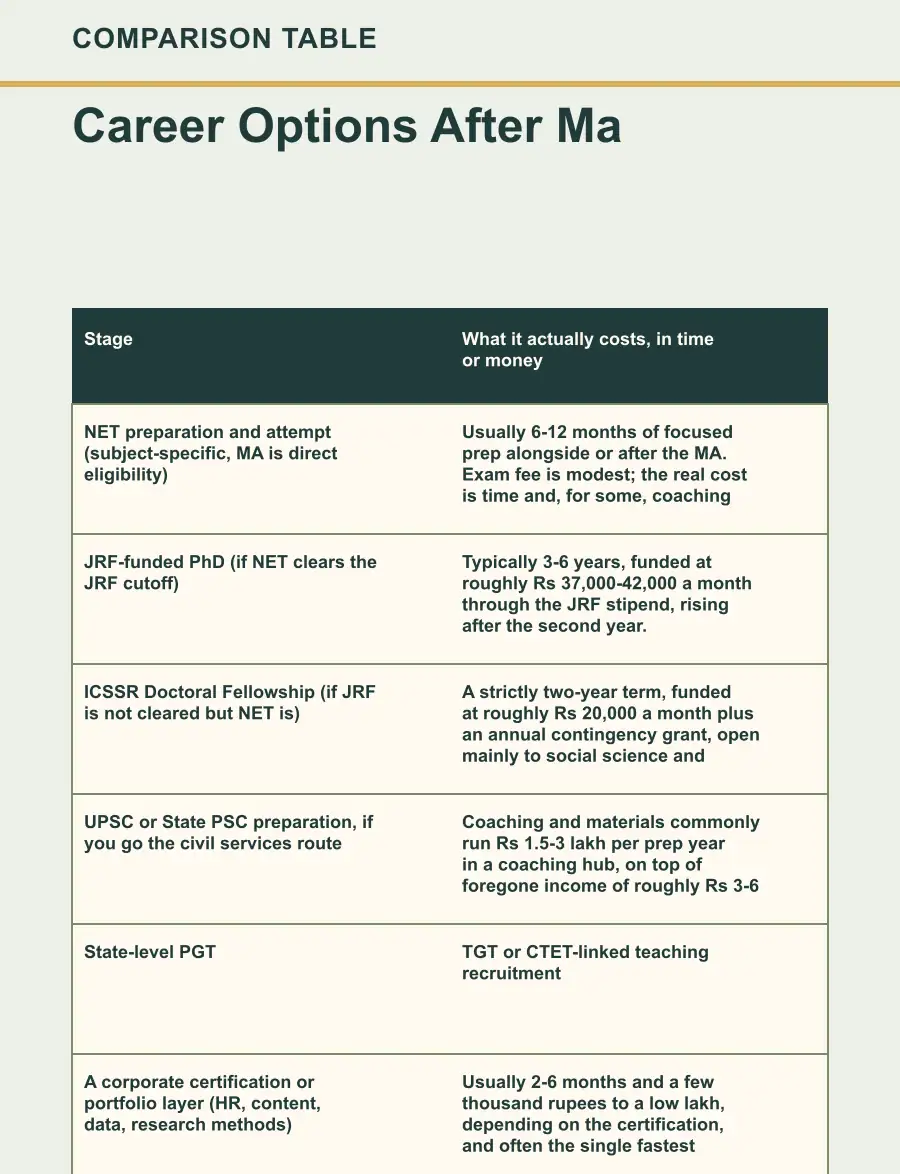 COMPARISON TABLE
Career Options After Ma
Stage
What it actually costs, in time
or money
NET preparation and attempt
(subject-specific, MA is direct
eligibility)
Usually 6-12 months of focused
prep alongside or after the MA.
Exam fee is modest; the real cost
is time and, for some, coaching
JRF-funded PhD (if NET clears the
JRF cutoff)
Typically 3-6 years, funded at
roughly Rs 37,000-42,000 a month
through the JRF stipend, rising
after the second year.
ICSSR Doctoral Fellowship (if JRF
is not cleared but NET is)
A strictly two-year term, funded
at roughly Rs 20,000 a month plus
an annual contingency grant, open
mainly to social science and
UPSC or State PSC preparation, if
you go the civil services route
Coaching and materials commonly
run Rs 1.5-3 lakh per prep year
in a coaching hub, on top of
foregone income of roughly Rs 3-6
State-level PGT
TGT or CTET-linked teaching
recruitment
A corporate certification or
portfolio layer (HR, content,
data, research methods)
Usually 2-6 months and a few
thousand rupees to a low lakh,
depending on the certification,
and often the single fastest